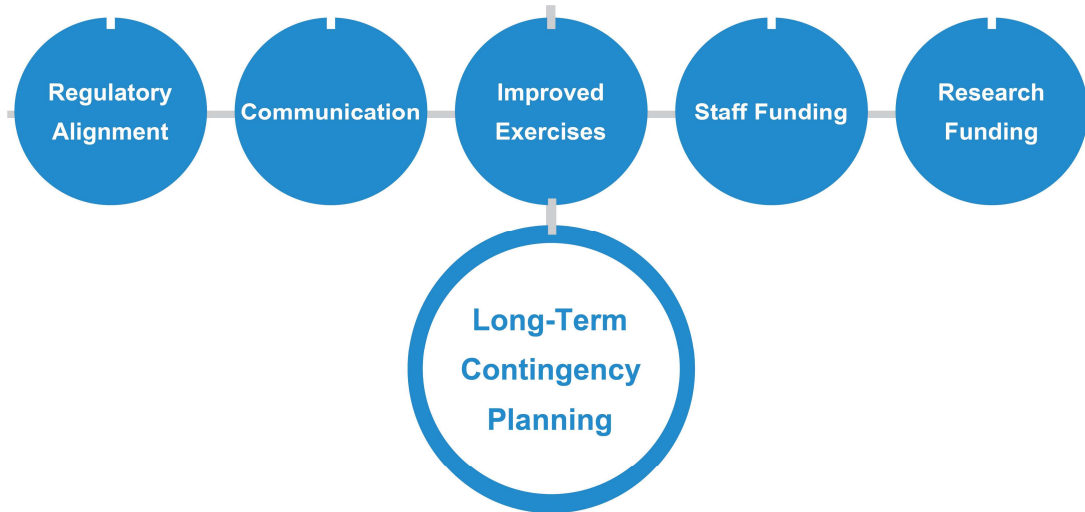 Regulatory
Alignment
Communication
Improved
Exercises
Staff Funding
Research
Funding
Long-Term
Contingency
Planning